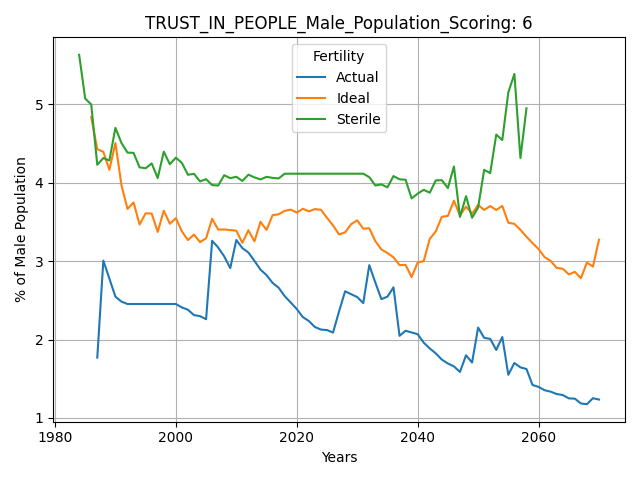 TRUST_IN_PEOPLE_Male_Population_Scoring: 6
Fertility
Actual
Ideal
Sterile
% of Male Population
5
4
3
2
1
1980 2000 2020 2040 2060
Years